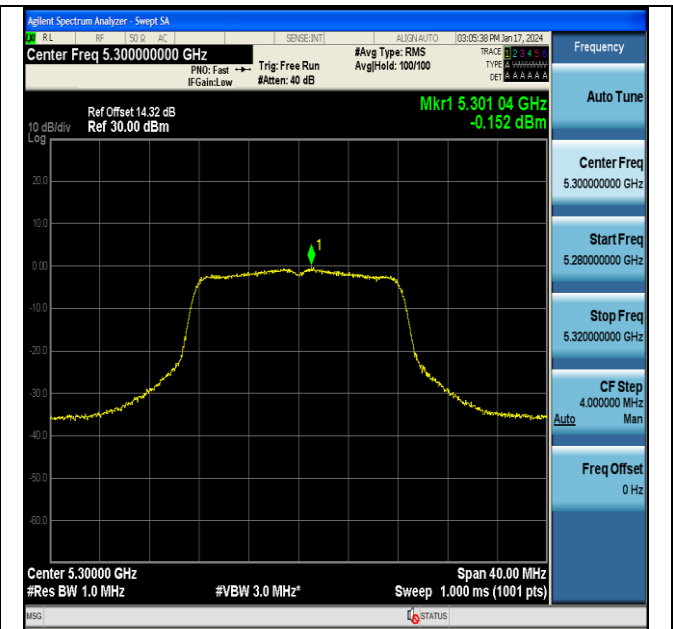 Agilent Spectrum Analyzer - Swept SA
RL RF 50 Ω AC SENSE:INT ALIGN AUTO 03:05:38 PM Jan 17, 2024
Center Freq 5.300000000 GHz #Avg Type: RMS TRACE 1 2 3 4 5 6
PNO: Fast Trig: Free Run Avg|Hold: 100/100 TYPE A WWWWW
IFGain:Low #Atten: 40 dB DET A A A A A A
Mkr1 5.301 04 GHz
-0.152 dBm
Ref Offset 14.32 dB
10 dB/div Ref 30.00 dBm
Log
20.0
10.0
0.00
-10.0
-20.0
-30.0
-40.0
-50.0
-60.0
1
Center 5.30000 GHz Span 40.00 MHz
#Res BW 1.0 MHz #VBW 3.0 MHz* Sweep 1.000 ms (1001 pts)
MSG STATUS
Frequency
Auto Tune
Center Freq
5.300000000 GHz
Start Freq
5.280000000 GHz
Stop Freq
5.320000000 GHz
CF Step
4.000000 MHz
Auto Man
Freq Offset
0 Hz